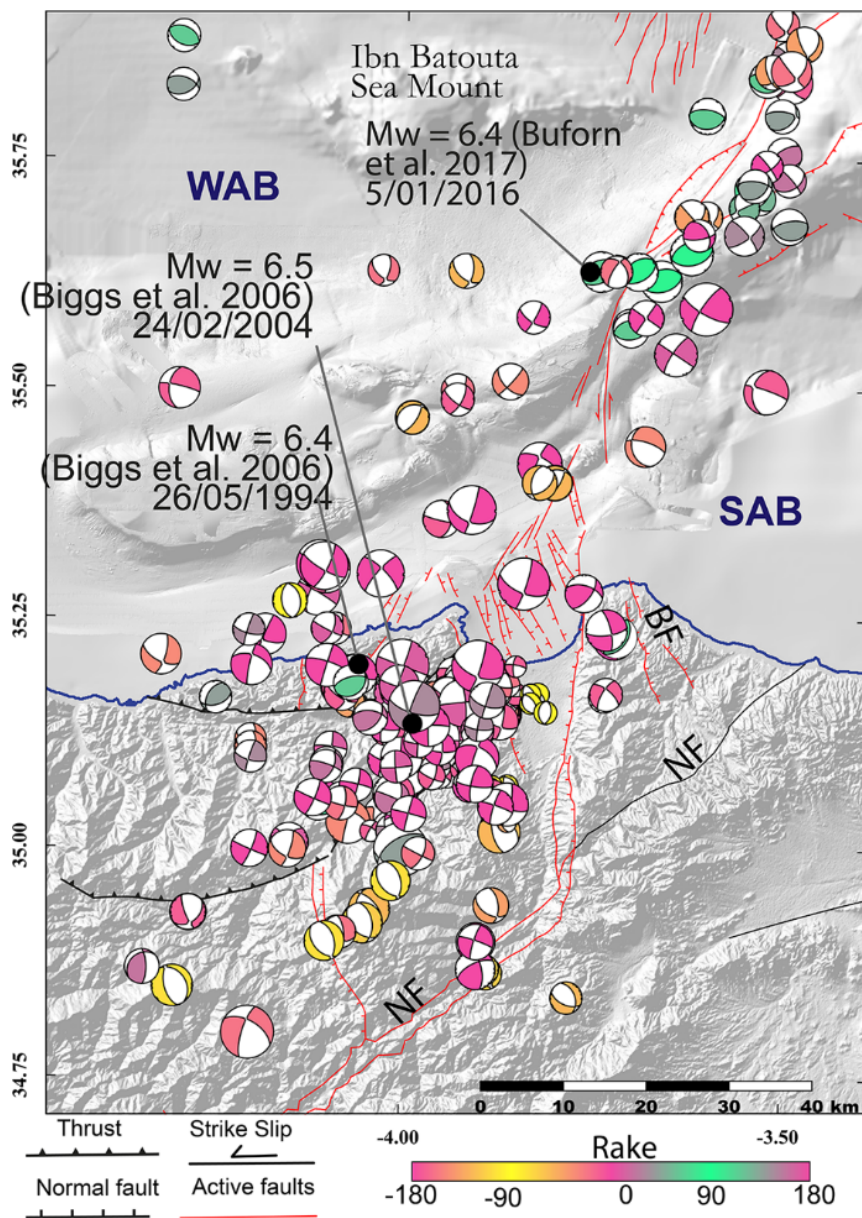 Ibn Batouta
Sea Mount
Mw = 6.4 (Buforn
et al. 2017)
5/01/2016
WAB
Mw = 6.5
(Biggs et al. 2006)
24/02/2004
Mw = 6.4
(Biggs et al. 2006)
26/05/1994
SAB
BF
NF
NF
35.75
35.50
35.25
35.00
34.75
0 10 20 30 40 km
-4.00 -3.50
Thrust
Strike Slip
Normal fault
Active faults
Rake
-180 -90 0 90 180